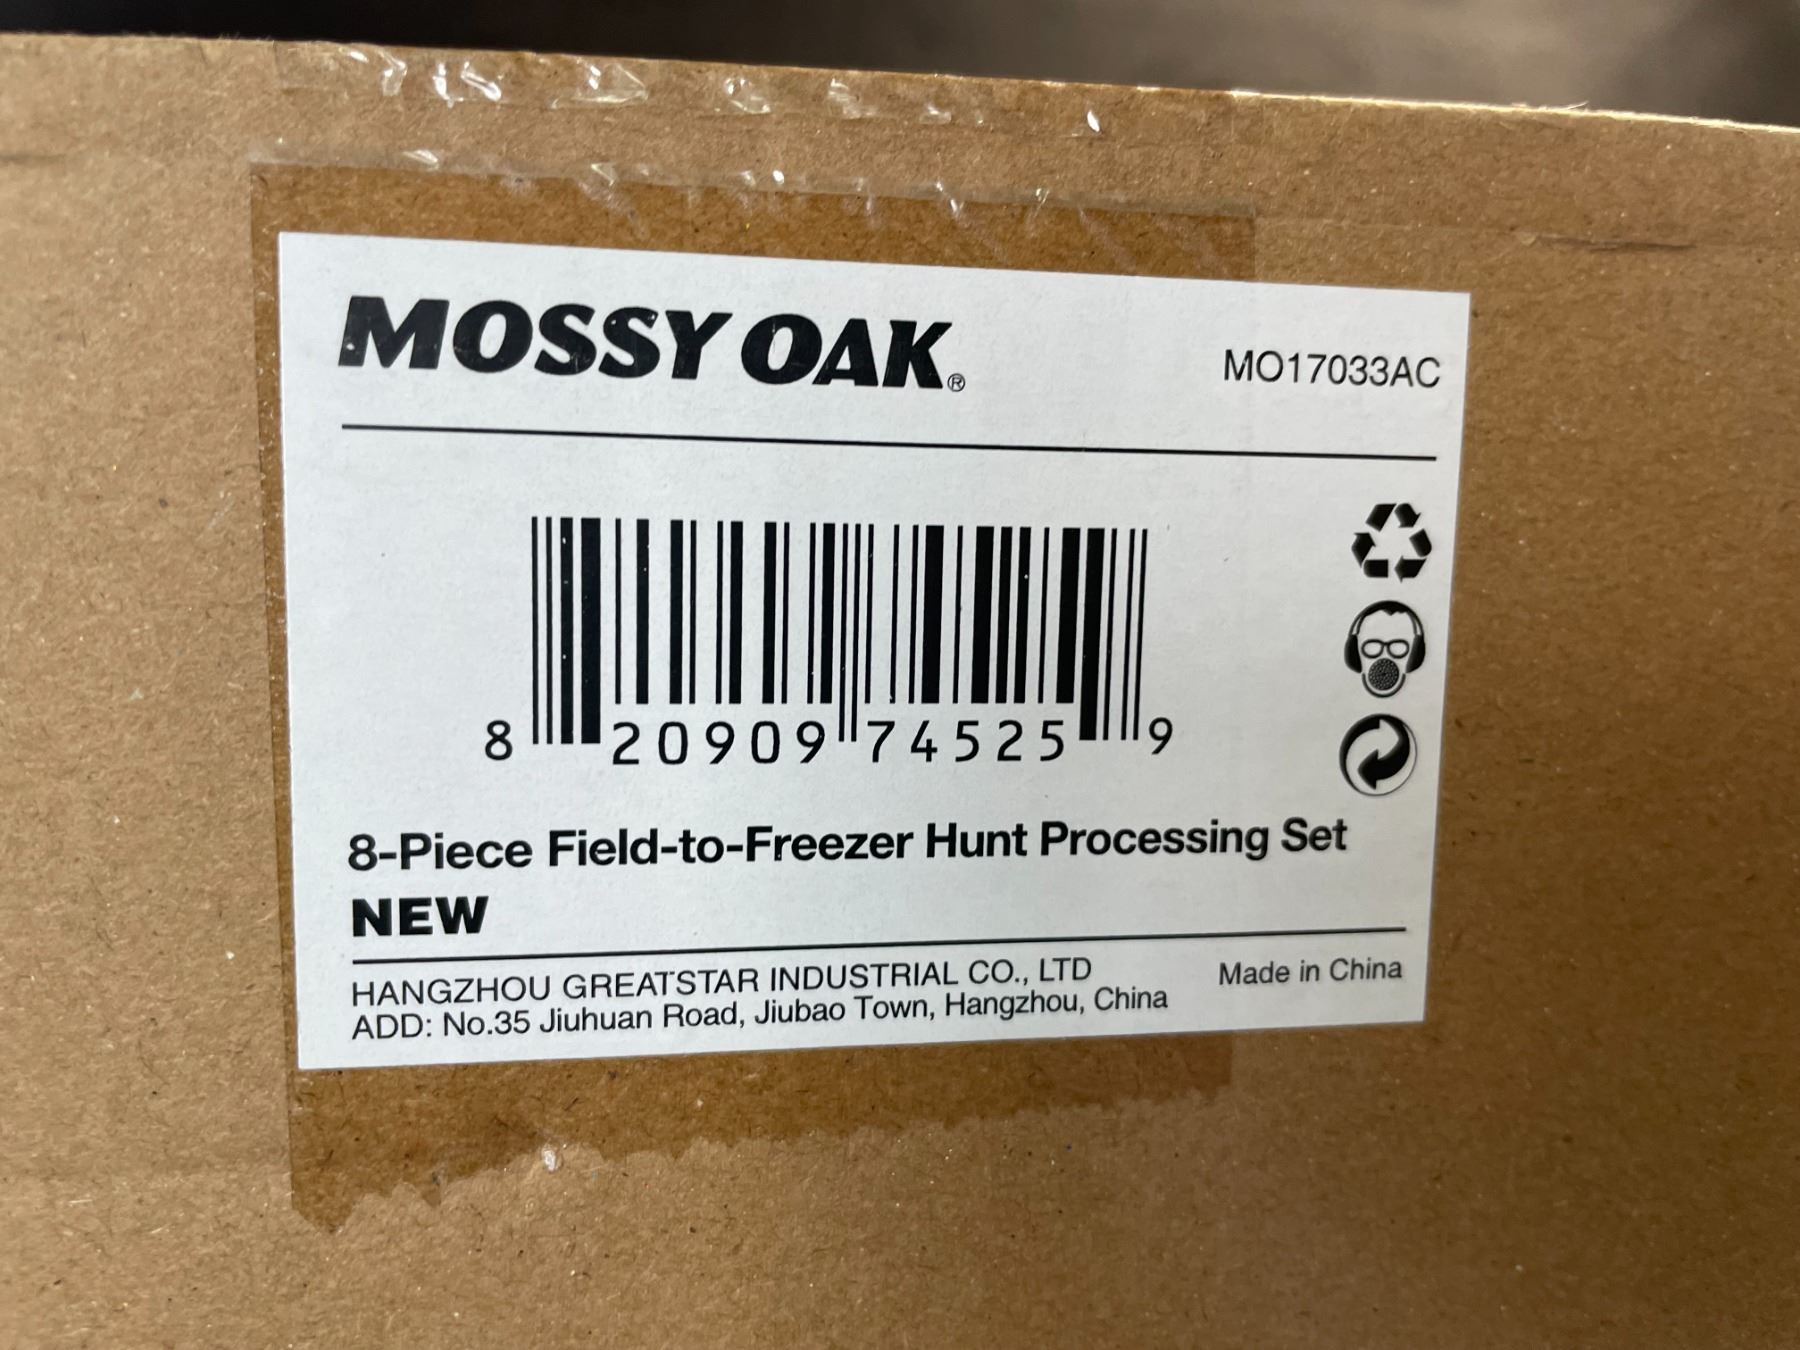 MOSSY OAK®
MO17033AC
8 20909 74525 9
8-Piece Field-to-Freezer Hunt Processing Set
NEW
HANGZHOU GREATSTAR INDUSTRIAL CO., LTD
Made in China
ADD: No.35 Jiuhuan Road, Jiubao Town, Hangzhou, China